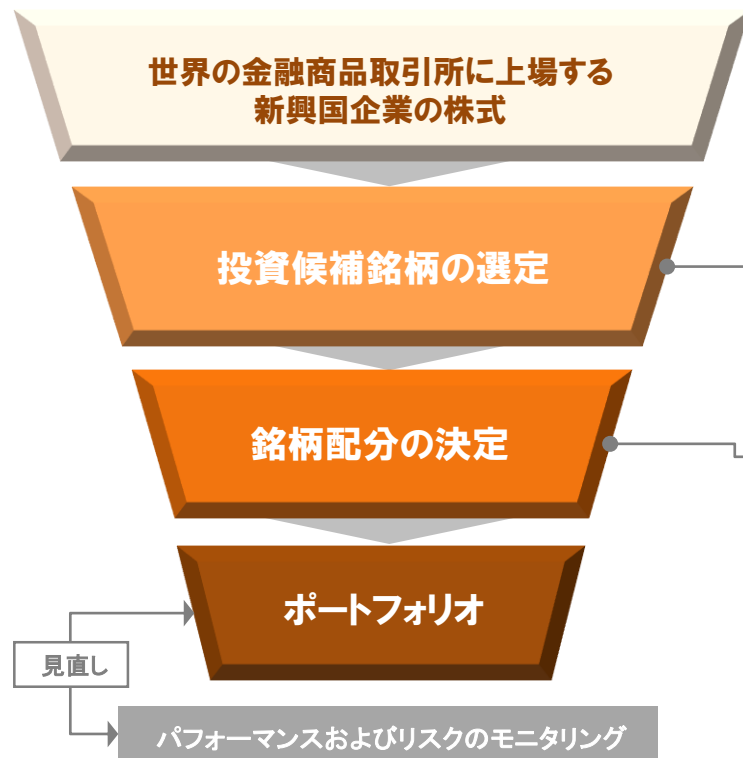 世界の金融商品取引所に上場する
新興国企業の株式
投資候補銘柄の選定
銘柄配分の決定
ポートフォリオ
見直し
パフォーマンスおよびリスクのモニタリング